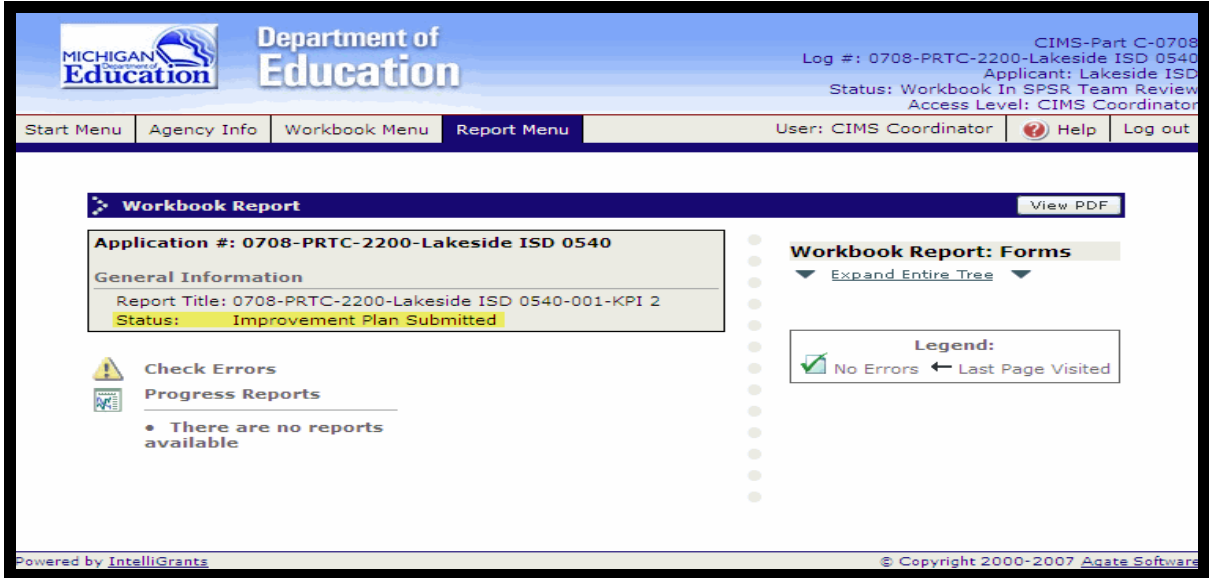 MICHIGAN
Department of
Education
Department of
Education
CIMS-Part C-0708
Log #: 0708-PRTC-2200-Lakeside ISD 0540
Applicant: Lakeside ISD
Status: Workbook In SPSR Team Review
Access Level: CIMS Coordinator
Start Menu Agency Info Workbook Menu Report Menu User: CIMS Coordinator Help Log out
Workbook Report View PDF
Application #: 0708-PRTC-2200-Lakeside ISD 0540
General Information
Report Title: 0708-PRTC-2200-Lakeside ISD 0540-001-KPI 2
Status: Improvement Plan Submitted
Check Errors
Progress Reports
• There are no reports
available
Workbook Report: Forms
Expand Entire Tree
Legend:
No Errors Last Page Visited
Powered by IntelliGrants © Copyright 2000-2007 Agate Software